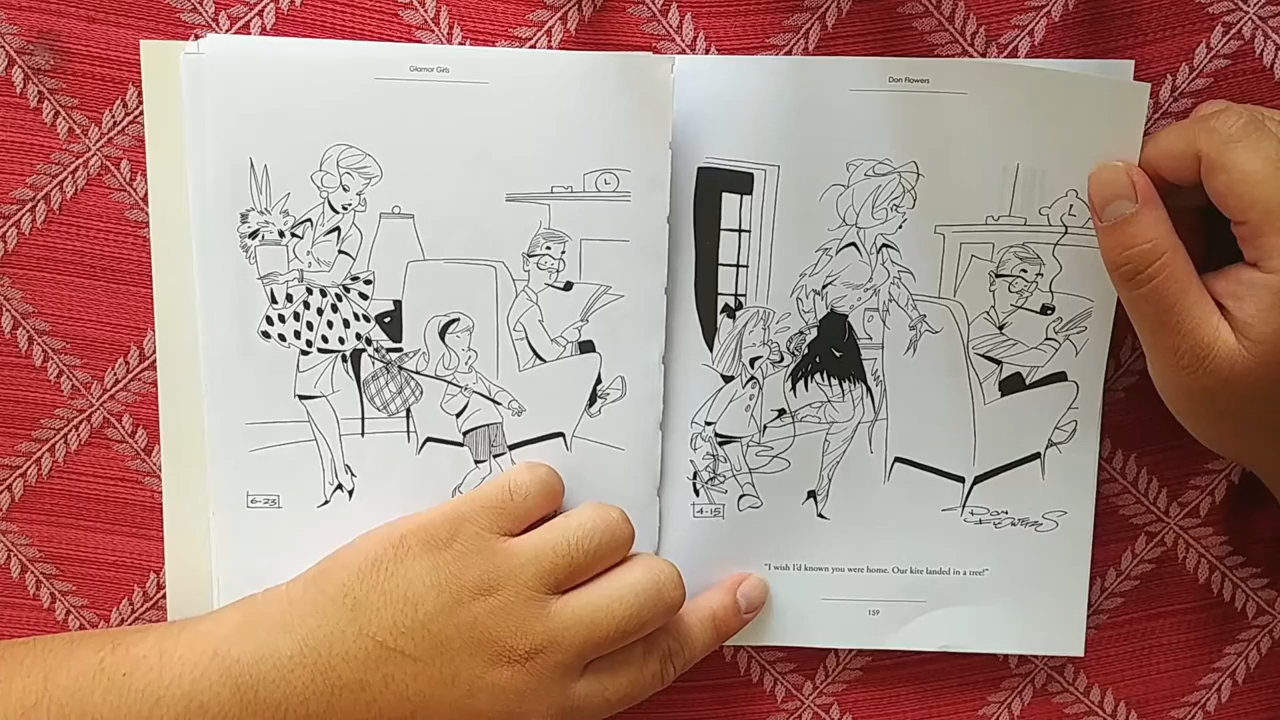 Glamor Girls
6-23
Don Flowers
4-15
DON
FLOWERS
"I wish I'd known you were home. Our kite landed in a tree!"
159